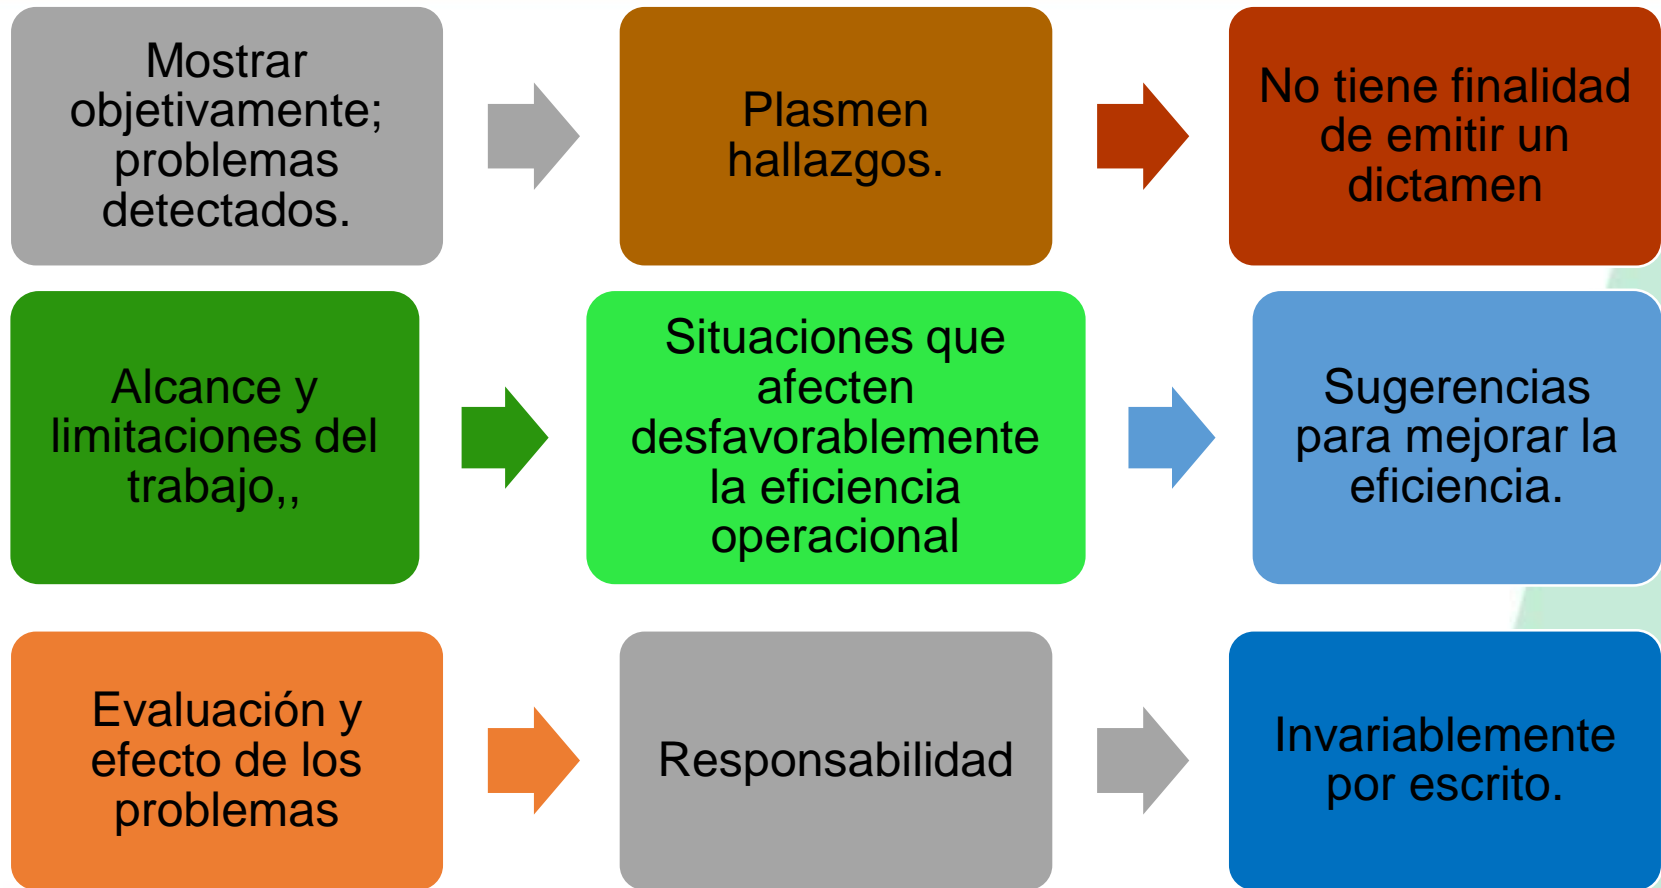 Mostrar
objetivamente;
problemas
detectados.
Plasmen
hallazgos.
No tiene finalidad
de emitir un
dictamen
Alcance y
limitaciones del
trabajo,,
Situaciones que
afecten
desfavorablemente
la eficiencia
operacional
Sugerencias
para mejorar la
eficiencia.
Evaluación y
efecto de los
problemas
Responsabilidad
Invariablemente
por escrito.